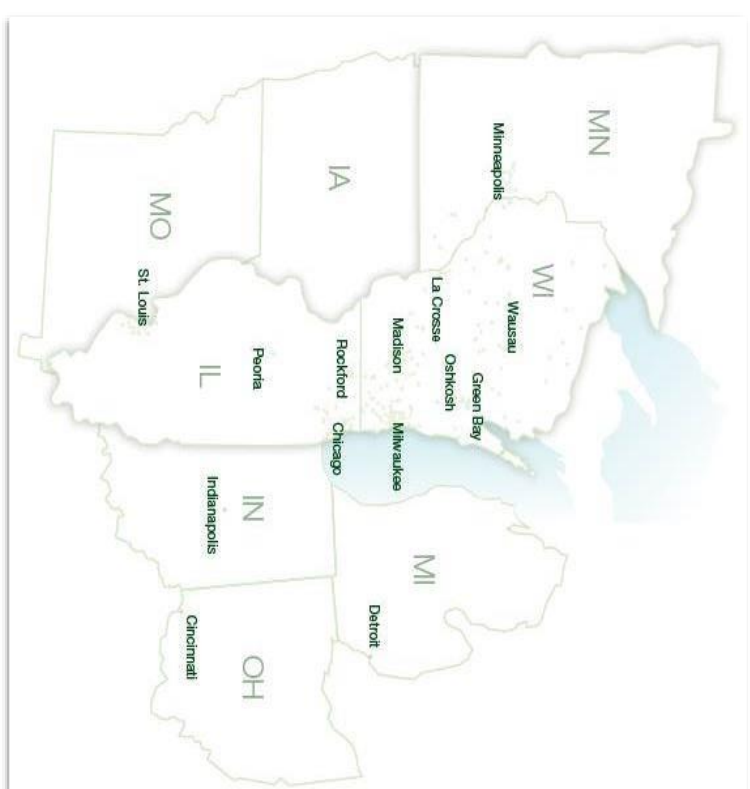 MN
Minneapolis
WI
Wausau
La Crosse
Green Bay
Oshkosh
Madison
Milwaukee
IA
Rockford
Chicago
MI
Detroit
Peoria
IL
IN
Indianapolis
OH
Cincinnati
MO
St. Louis